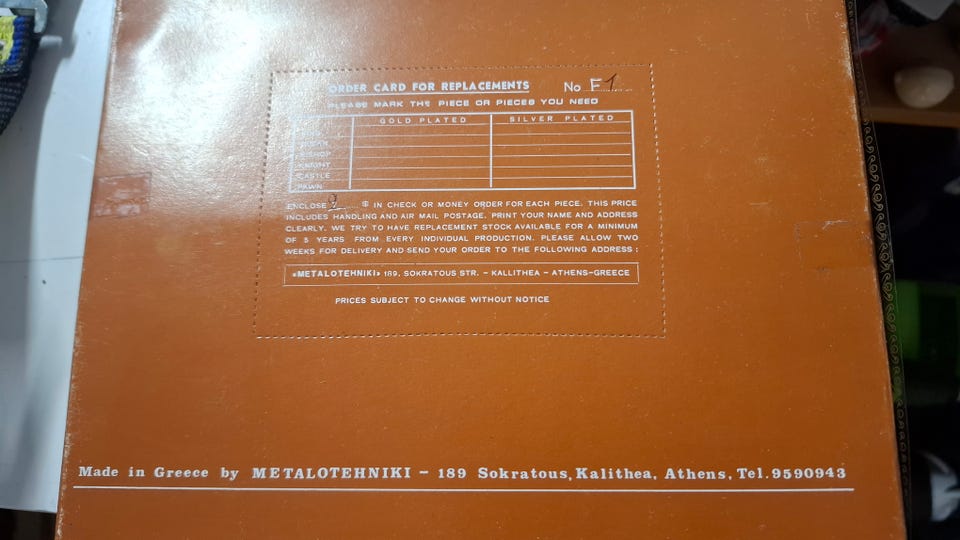 ORDER CARD FOR REPLACEMENTS No F1
PLEASE MARK THE PIECE OR PIECES YOU NEED
GOLD PLATED SILVER PLATED
BISHOP
KNIGHT
CASTLE
PAWN
ENCLOSE 2 $ IN CHECK OR MONEY ORDER FOR EACH PIECE. THIS PRICE
INCLUDES HANDLING AND AIR MAIL POSTAGE. PRINT YOUR NAME AND ADDRESS
CLEARLY. WE TRY TO HAVE REPLACEMENT STOCK AVAILABLE FOR A MINIMUM
OF 5 YEARS FROM EVERY INDIVIDUAL PRODUCTION. PLEASE ALLOW TWO
WEEKS FOR DELIVERY AND SEND YOUR ORDER TO THE FOLLOWING ADDRESS :
«METALOTEHNIKI» 189, SOKRATOUS STR. – KALLITHEA – ATHENS–GREECE
PRICES SUBJECT TO CHANGE WITHOUT NOTICE
Made in Greece by METALOTEHNIKI – 189 Sokratous, Kalithea, Athens, Tel. 9590943